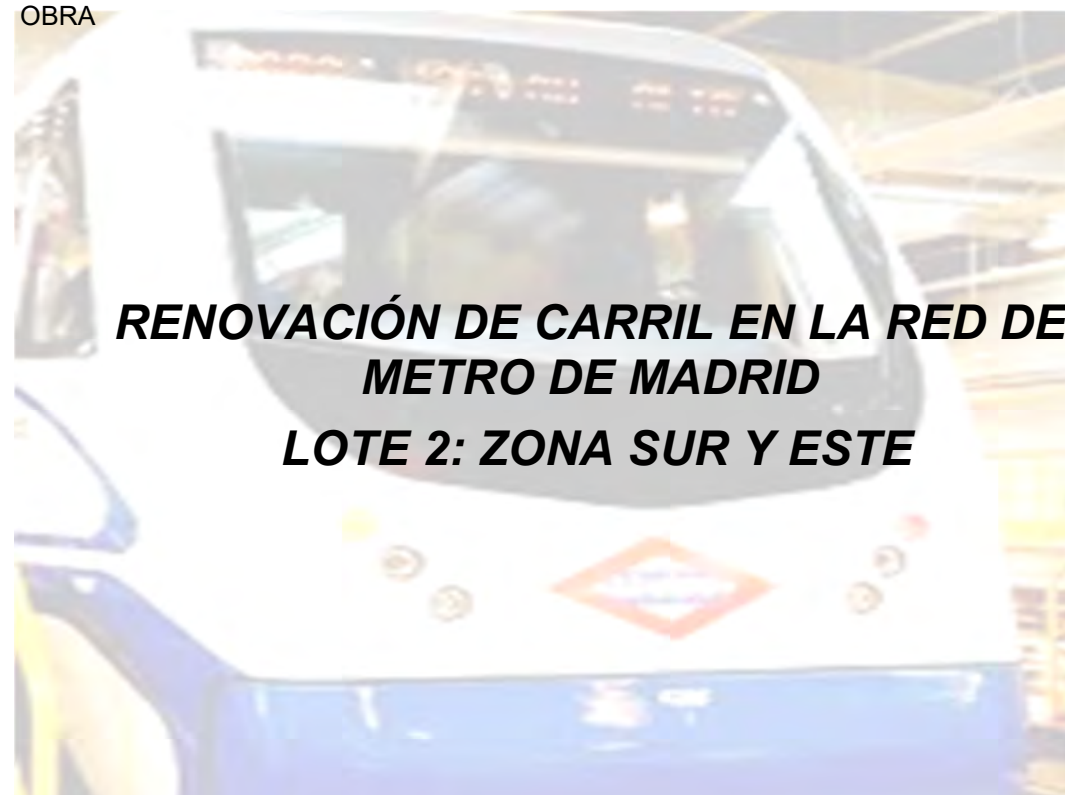 OBRA
RENOVACIÓN DE CARRIL EN LA RED DE
METRO DE MADRID
LOTE 2: ZONA SUR Y ESTE